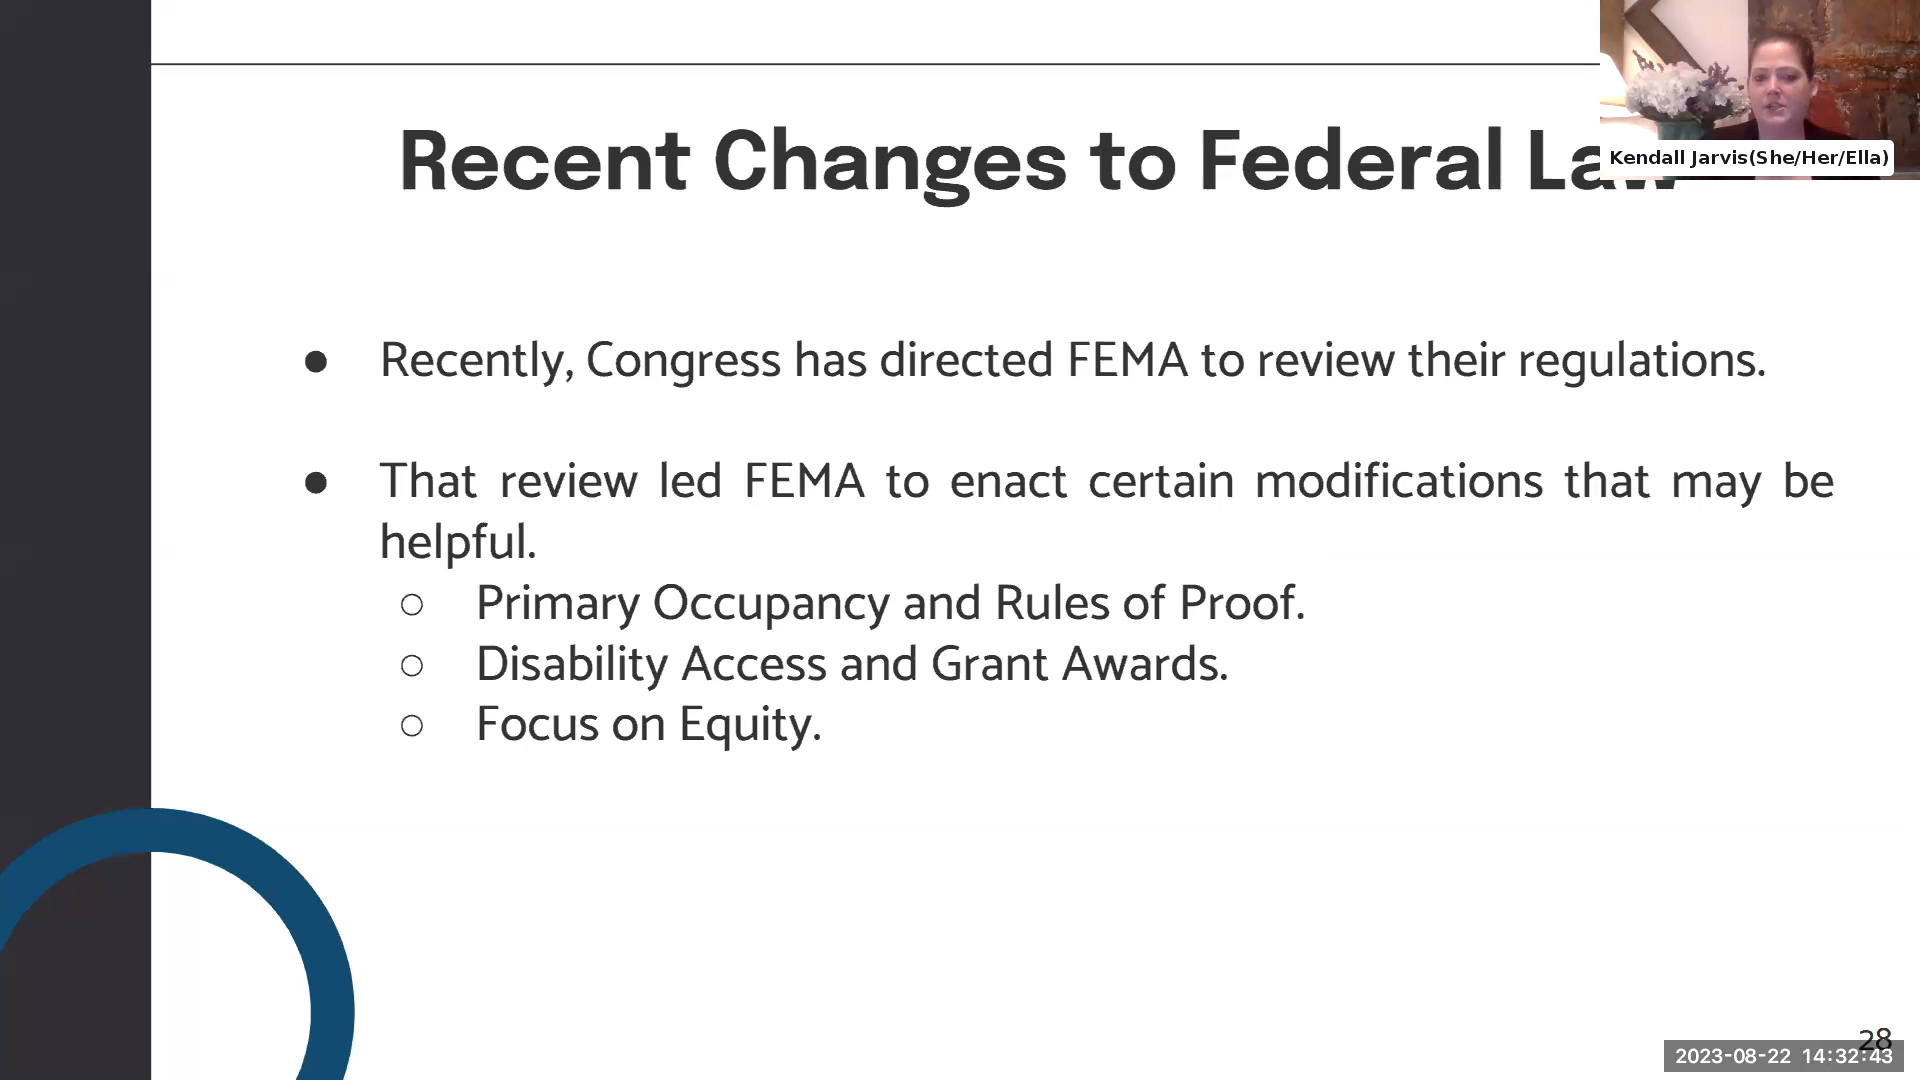 Recent Changes to Federal Law
Kendall Jarvis(She/Her/Ella)
● Recently, Congress has directed FEMA to review their regulations.
● That review led FEMA to enact certain modifications that may be
helpful.
○ Primary Occupancy and Rules of Proof.
○ Disability Access and Grant Awards.
○ Focus on Equity.
28
2023-08-22 14:32:43